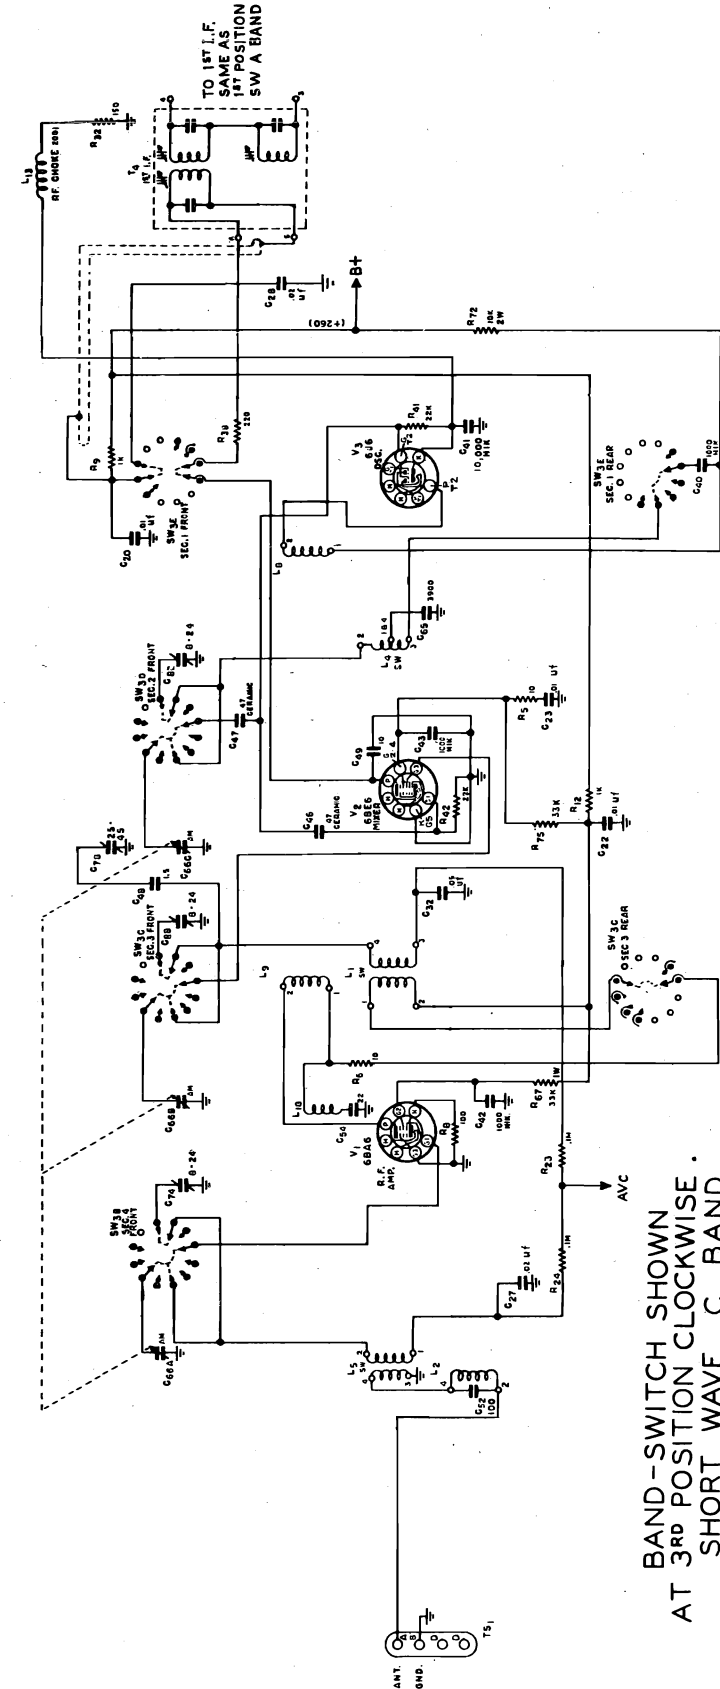 TO 1ST I.F.
SAME AS
1ST POSITION
SW A BAND
L13
RF. CHOKE 2001
R32
150
T4
1ST I.F.
C28
.02
uf
(+260)
B+
R72
10K
2W
R9
1K
C20
.01
uf
SW3E
SEC.1 FRONT
R38
220
V3
6J6
OSC.
R41
22K
C41
10,000
MIK
L8
SW3E
SEC.1 REAR
C40
1000
MIK
SW3D
SEC.2 FRONT
8-24
C47
47
CERAMIC
L4
SW
C65
3900
C46
47
CERAMIC
V2
6BE6
MIXER
C49
10
C43
1000
MIK
R42
22K
R5
10
C23
.01 uf
R75
33K
R12
1K
C22
.01 uf
C70
25-
45
C48
1.5
C66C
AM
SW3C
SEC.3 FRONT
C88
8-24
C32
.05
uf
L9
L1
SW
SW3C
SEC 3 REAR
C66B
AM
L10
C54
22
R6
10
V1
6BA6
R.F.
AMP.
R8
100
C42
1000
MIK.
R67
33K
1W
SW3B
SEC.4
FRONT
C74
8-24
C66A
AM
R23
.1M
AVC
R24
.1M
C27
.02 uf
L5
SW
L2
C52
100
ANT.
GND.
A
B
D
D
TS1
BAND-SWITCH SHOWN
AT 3RD POSITION CLOCKWISE.
SHORT WAVE C BAND